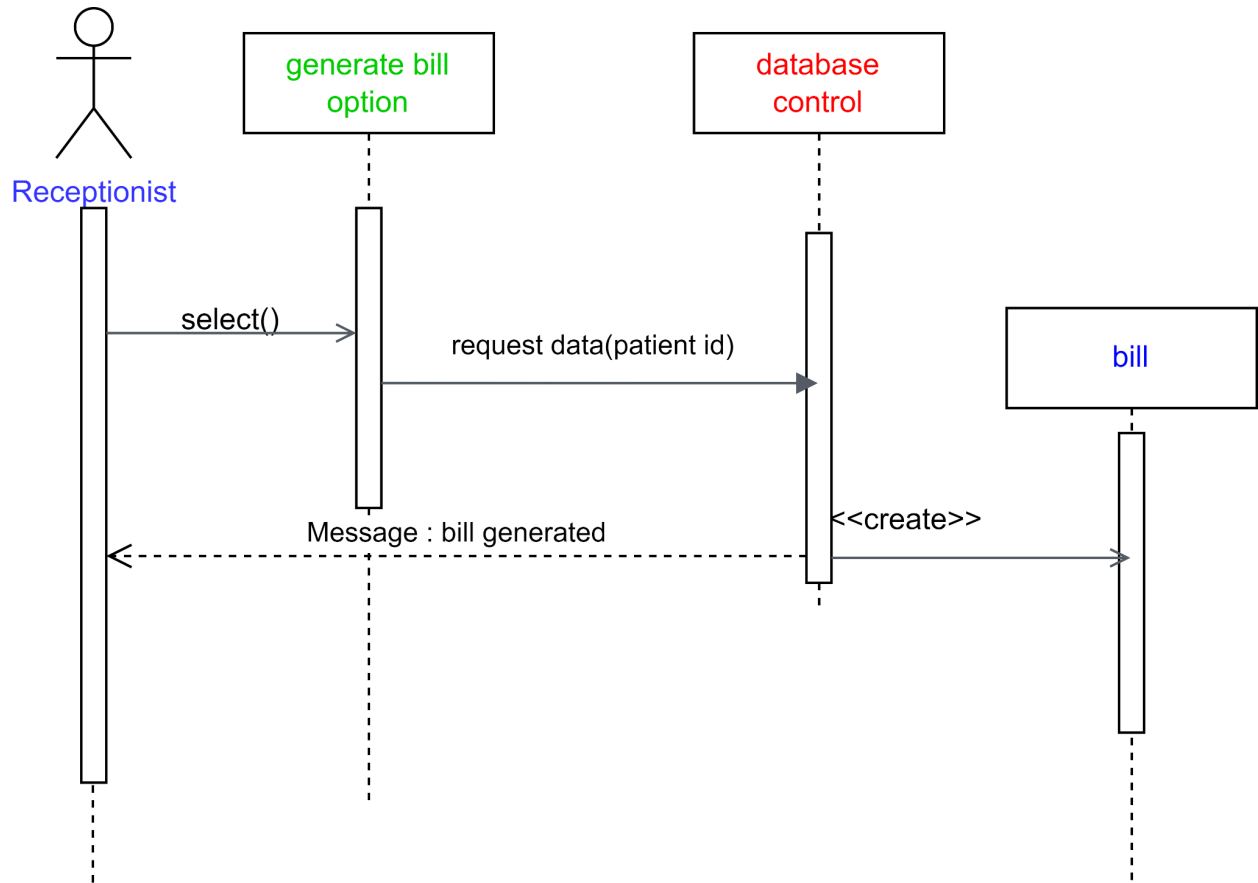 generate bill
option
database
control
Receptionist
select()
request data(patient id)
bill
<<create>>
Message : bill generated